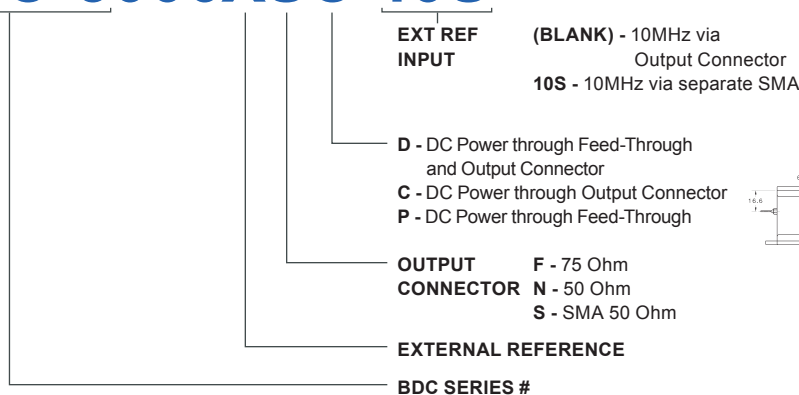 EXT REF (BLANK) - 10MHz via
INPUT Output Connector
10S - 10MHz via separate SMA
D - DC Power through Feed-Through
and Output Connector
C - DC Power through Output Connector
P - DC Power through Feed-Through
16.6
OUTPUT F - 75 Ohm
CONNECTOR N - 50 Ohm
S - SMA 50 Ohm
EXTERNAL REFERENCE
BDC SERIES #